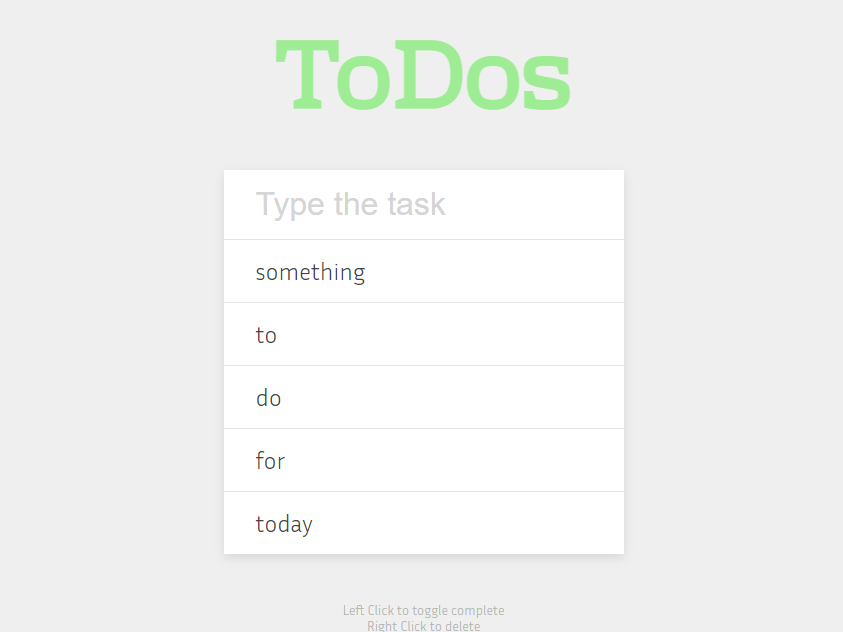 ToDos
Type the task
something
to
do
for
today
Left Click to toggle complete
Right Click to delete